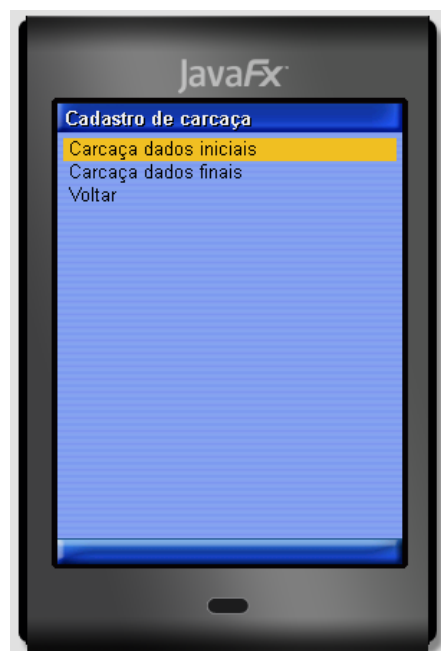 JavaFx
Cadastro de carcaça
Carcaça dados iniciais
Carcaça dados finais
Voltar